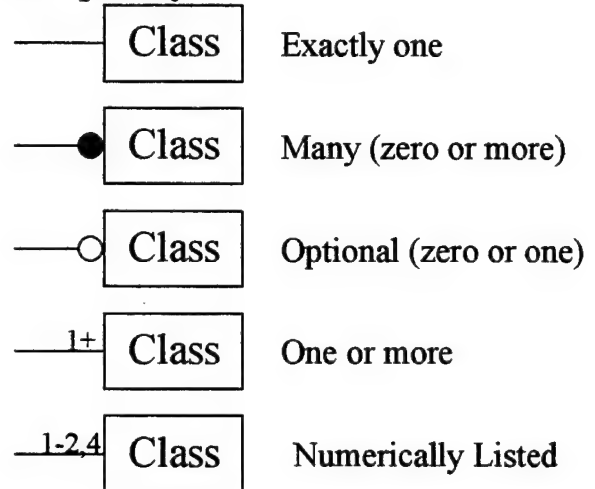 Class Exactly one
Class Many (zero or more)
Class Optional (zero or one)
1+ Class One or more
1-2,4 Class Numerically Listed